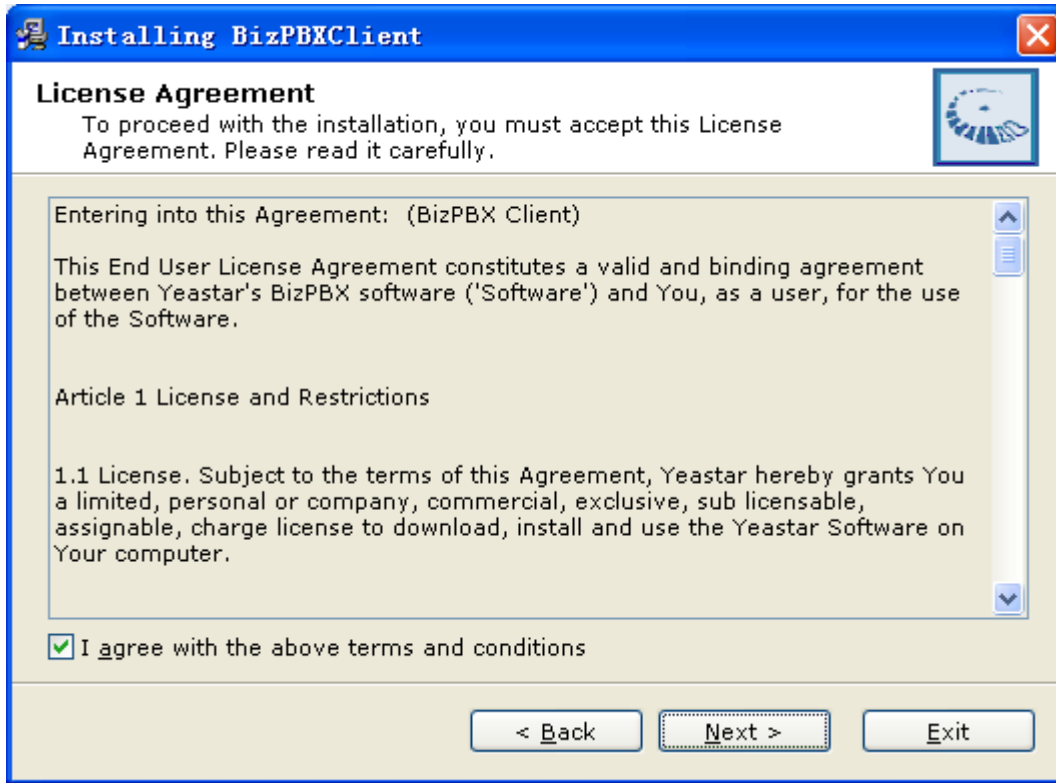 Installing BizPBXClient
License Agreement
To proceed with the installation, you must accept this License
Agreement. Please read it carefully.
Entering into this Agreement:  (BizPBX Client)
This End User License Agreement constitutes a valid and binding agreement
between Yeastar's BizPBX software ('Software') and You, as a user, for the use
of the Software.
Article 1 License and Restrictions
1.1 License. Subject to the terms of this Agreement, Yeastar hereby grants You
a limited, personal or company, commercial, exclusive, sub licensable,
assignable, charge license to download, install and use the Yeastar Software on
Your computer.
I agree with the above terms and conditions
< Back
Next >
Exit